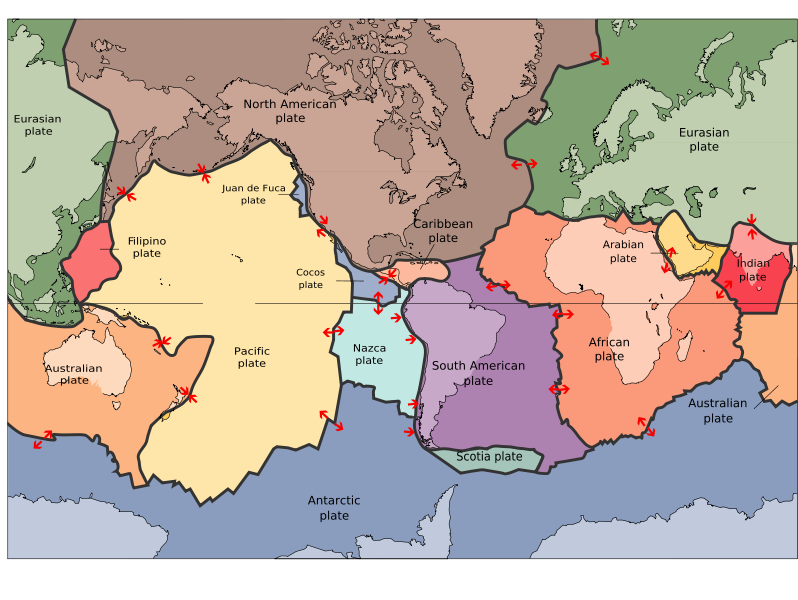 North American
plate
Eurasian
plate
Eurasian
plate
Juan de Fuca
plate
Caribbean
plate
Filipino
plate
Arabian
plate
Indian
plate
Cocos
plate
Australian
plate
Pacific
plate
Nazca
plate
South American
plate
African
plate
Australian
plate
Scotia plate
Antarctic
plate